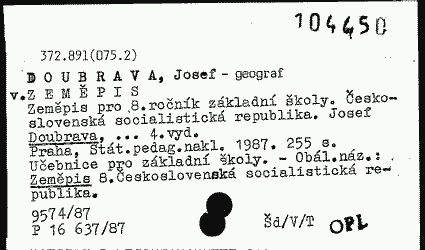 104450
372.891(075.2)
DOUBRAVA, Josef - geograf
v.ZEMĚPIS
Zeměpis pro 8.ročník základní školy. Česko-
slovenská socialistická republika. Josef
Doubrava, ... 4.vyd.
Praha, Stát.pedag.nakl. 1987. 255 s.
Učebnice pro základní školy. - Obál.náz.:
Zeměpis 8.Československá socialistická re-
publika.
9574/87
P 16 637/87
Šd/V/T OPL